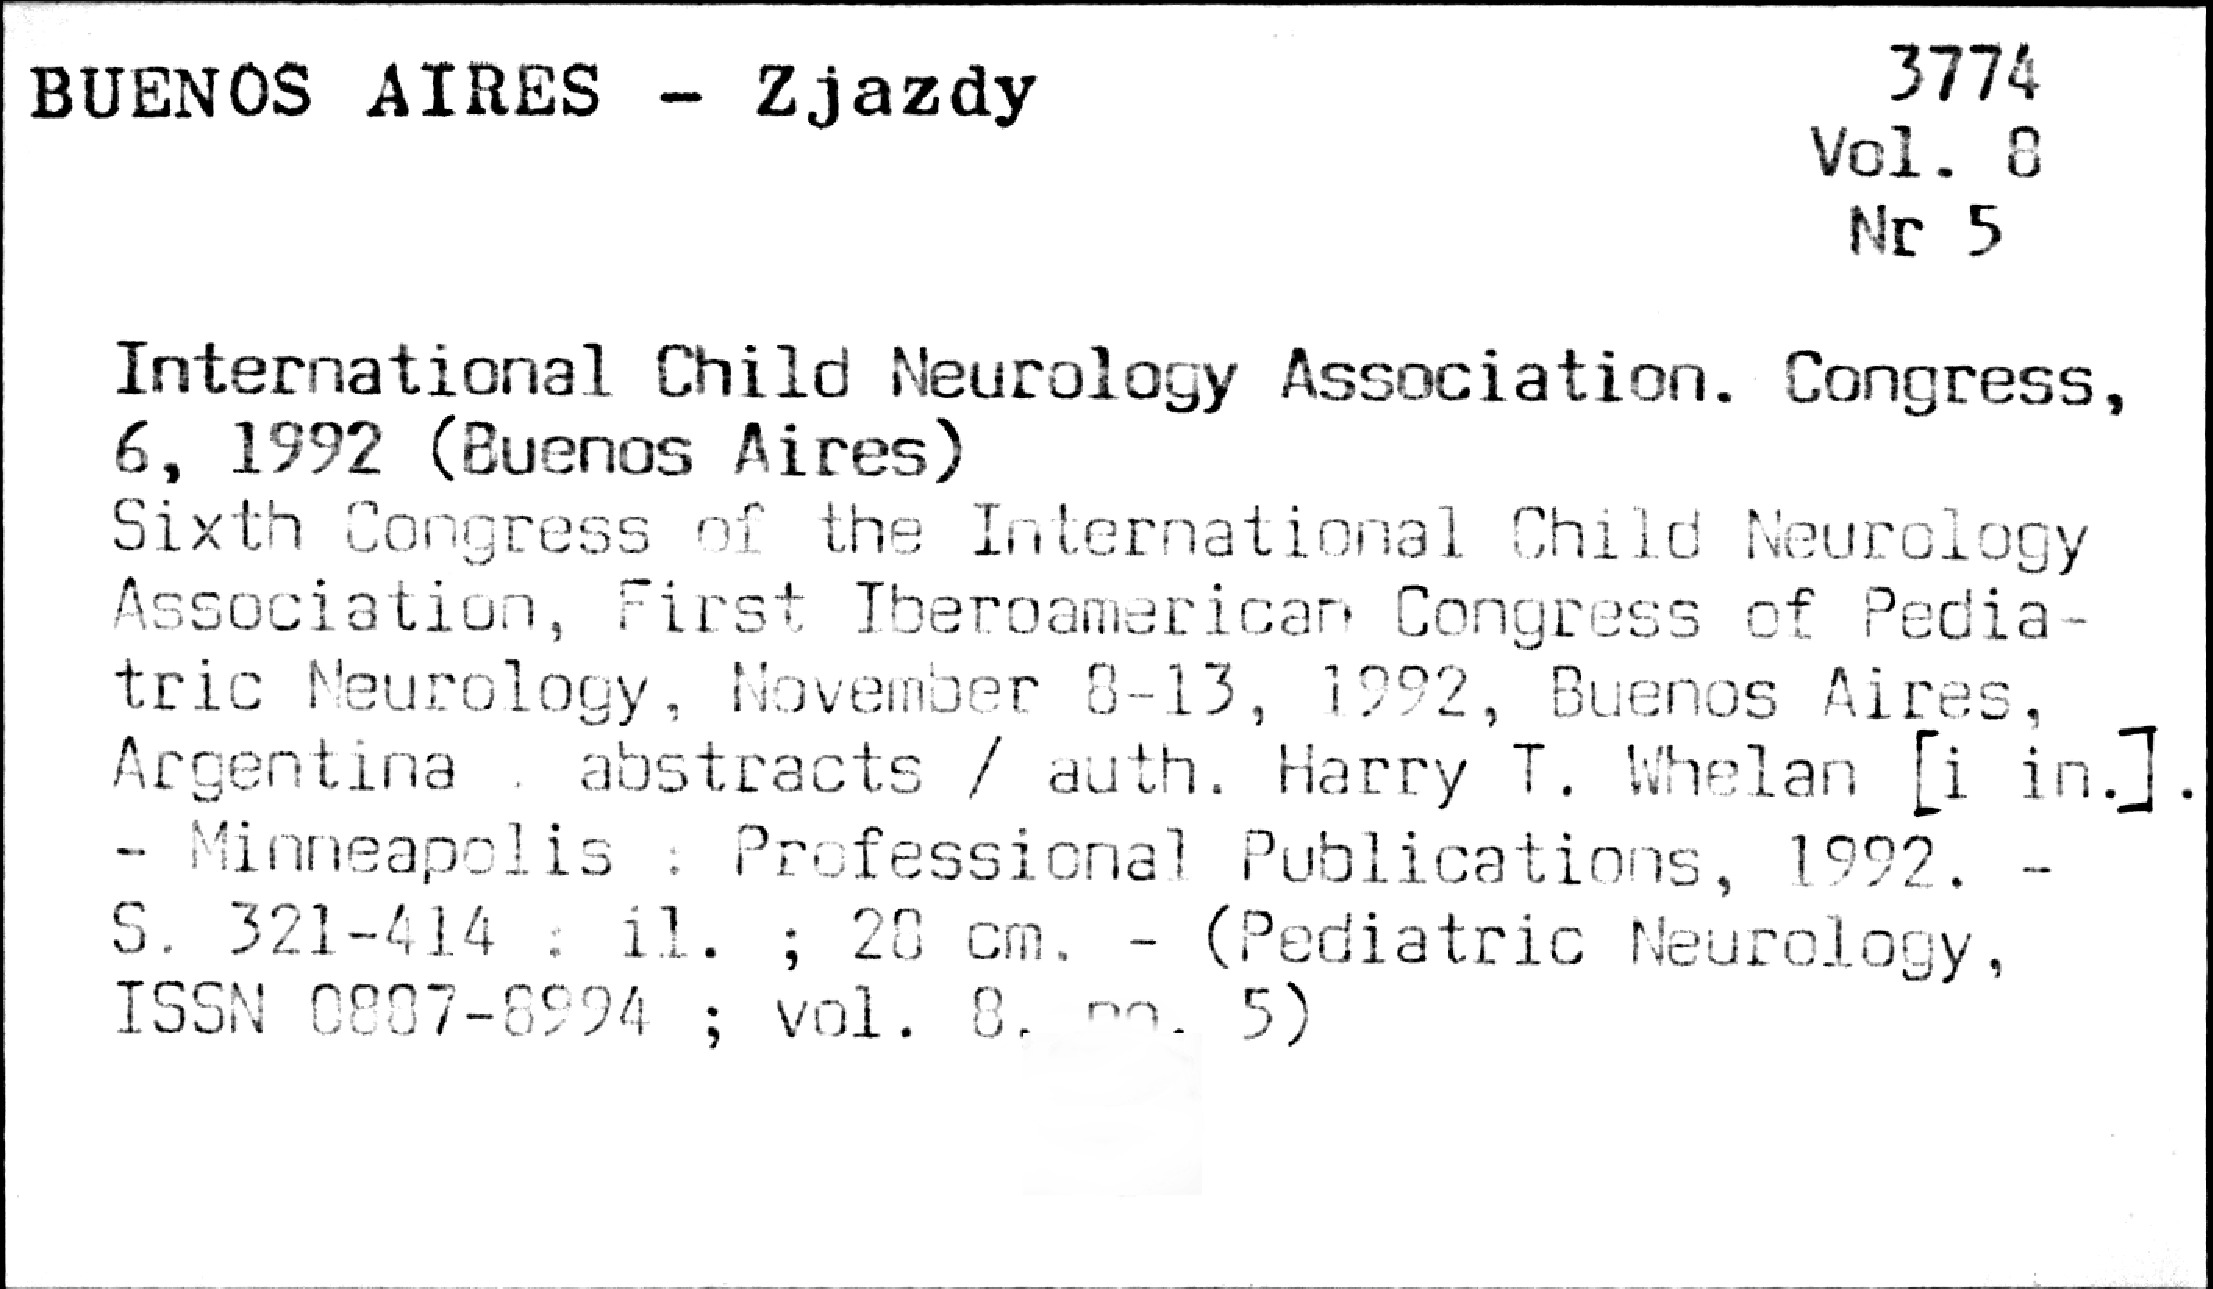 BUENOS AIRES - Zjazdy
3774
Vol. 8
Nr 5
International Child Neurology Association. Congress,
6, 1992 (Buenos Aires)
Sixth Congress of the International Child Neurology
Association, First Iberoamerican Congress of Pedia-
tric Neurology, November 8-13, 1992, Buenos Aires,
Argentina : abstracts / auth. Harry T. Whelan [i in.].
- Minneapolis : Professional Publications, 1992. -
S. 321-414 : il. ; 28 cm. - (Pediatric Neurology,
ISSN 0887-8994 ; vol. 8, no. 5)